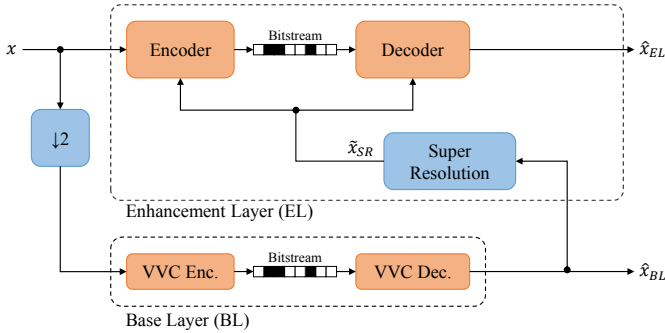 x
Encoder
Bitstream
Decoder
x̂_EL
↓2
x̃_SR
Super
Resolution
Enhancement Layer (EL)
VVC Enc.
Bitstream
VVC Dec.
x̂_BL
Base Layer (BL)